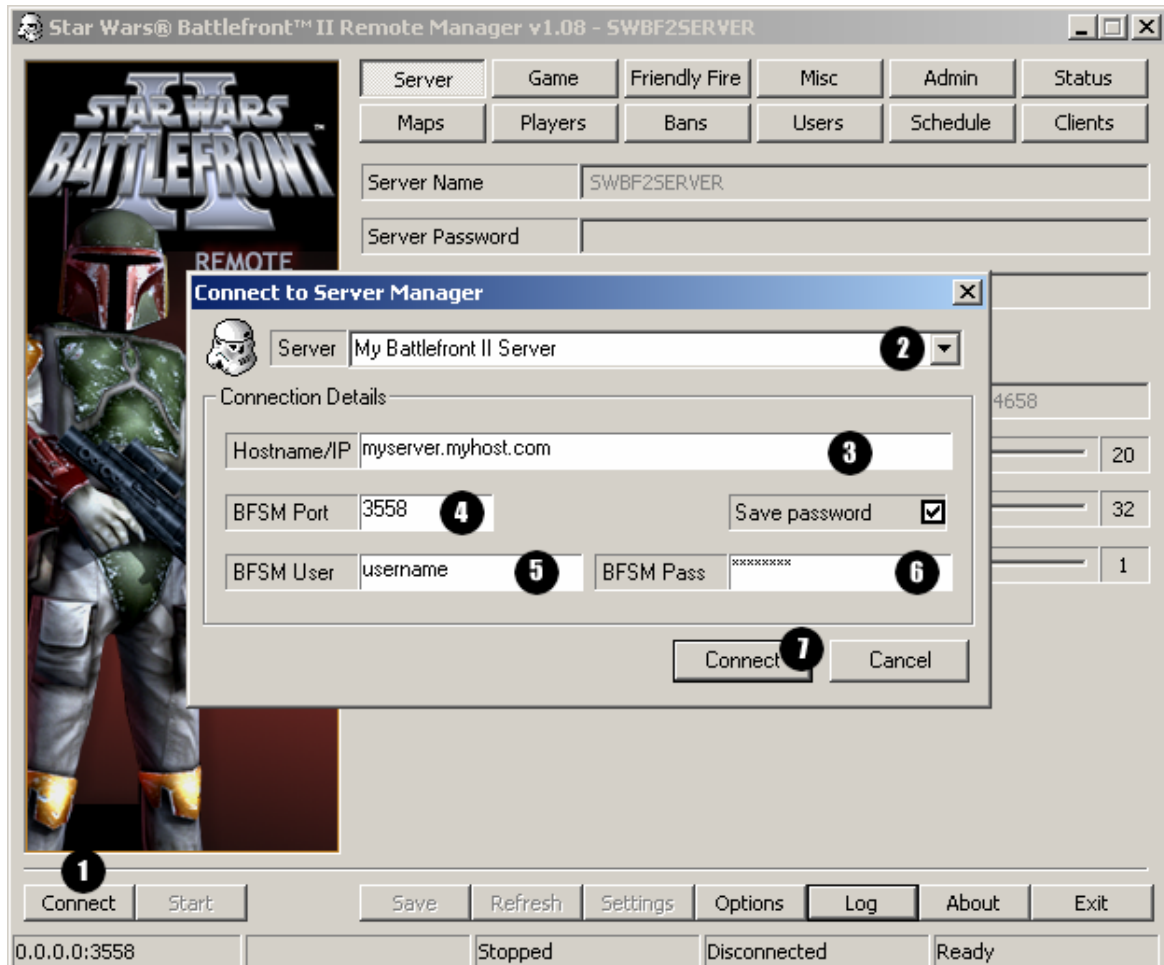 Star Wars® Battlefront™ II Remote Manager v1.08 - SWBF2SERVER
STAR WARS
II
BATTLEFRONT™
REMOTE
Server Game Friendly Fire Misc Admin Status
Maps Players Bans Users Schedule Clients
Server Name SWBF2SERVER
Server Password
Connect to Server Manager
Server My Battlefront II Server 2
Connection Details
4658
Hostname/IP myserver.myhost.com 3
20
BFSM Port 3558 4 Save password
32
BFSM User username 5 BFSM Pass ******** 6
1
Connect 7 Cancel
1
Connect Start Save Refresh Settings Options Log About Exit
0.0.0.0:3558 Stopped Disconnected Ready